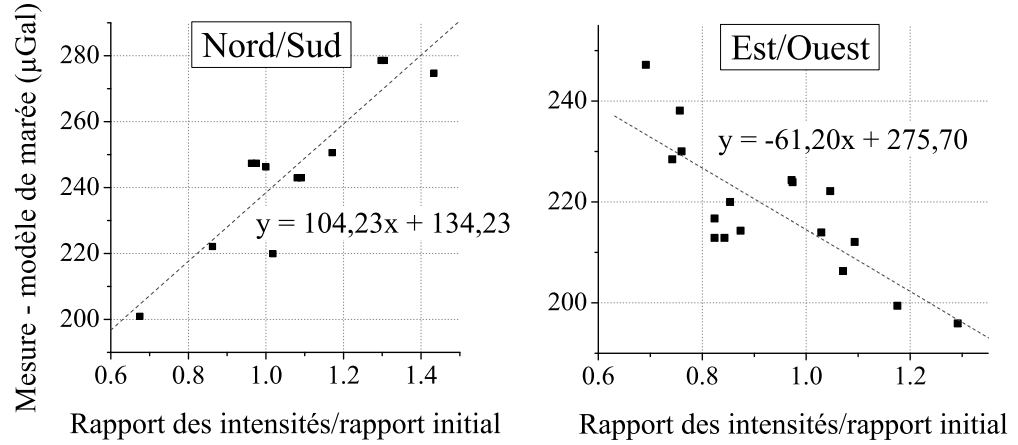 Mesure - modèle de marée (µGal)
280
260
240
220
200
Nord/Sud
y = 104,23x + 134,23
0.6 0.8 1.0 1.2 1.4
Rapport des intensités/rapport initial
240
220
200
Est/Ouest
y = -61,20x + 275,70
0.6 0.8 1.0 1.2
Rapport des intensités/rapport initial